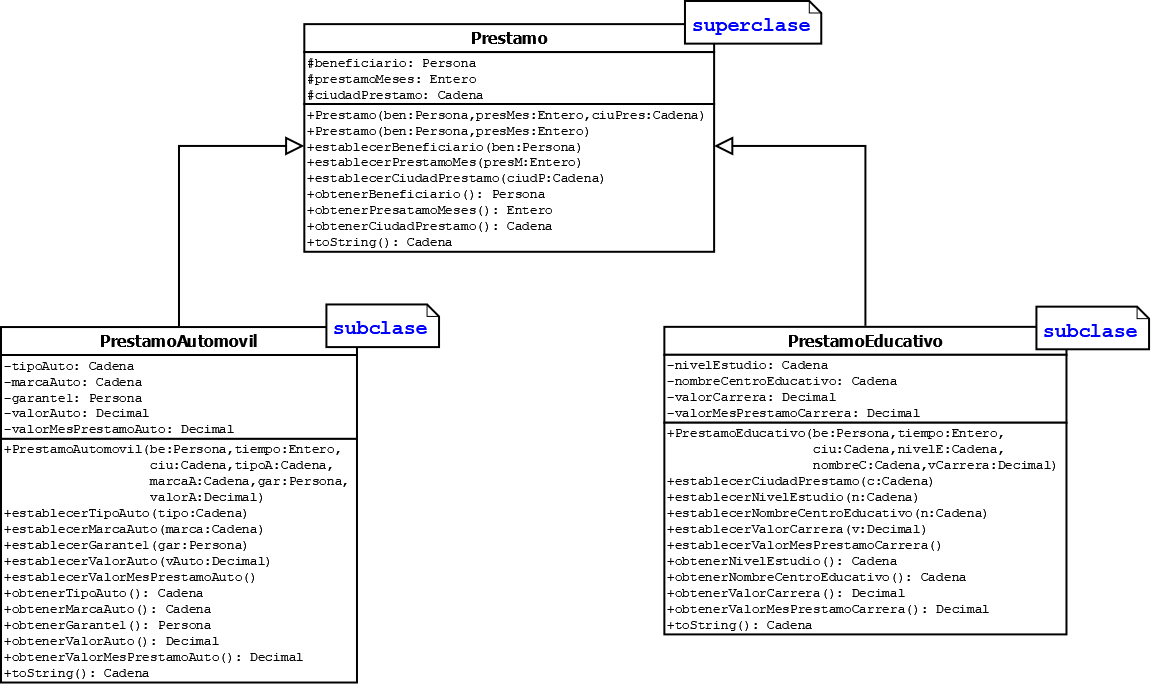 superclase
Prestamo
#beneficiario: Persona
#prestamoMeses: Entero
#ciudadPrestamo: Cadena
+Prestamo(ben:Persona,presMes:Entero,ciuPres:Cadena)
+Prestamo(ben:Persona,presMes:Entero)
+establecerBeneficiario(ben:Persona)
+establecerPrestamoMes(presM:Entero)
+establecerCiudadPrestamo(ciudP:Cadena)
+obtenerBeneficiario(): Persona
+obtenerPresatamoMeses(): Entero
+obtenerCiudadPrestamo(): Cadena
+toString(): Cadena
subclase
PrestamoAutomovil
-tipoAuto: Cadena
-marcaAuto: Cadena
-garante1: Persona
-valorAuto: Decimal
-valorMesPrestamoAuto: Decimal
+PrestamoAutomovil(be:Persona,tiempo:Entero,
ciu:Cadena,tipoA:Cadena,
marcaA:Cadena,gar:Persona,
valorA:Decimal)
+establecerTipoAuto(tipo:Cadena)
+establecerMarcaAuto(marca:Cadena)
+establecerGarante1(gar:Persona)
+establecerValorAuto(vAuto:Decimal)
+establecerValorMesPrestamoAuto()
+obtenerTipoAuto(): Cadena
+obtenerMarcaAuto(): Cadena
+obtenerGarante1(): Persona
+obtenerValorAuto(): Decimal
+obtenerValorMesPrestamoAuto(): Decimal
+toString(): Cadena
subclase
PrestamoEducativo
-nivelEstudio: Cadena
-nombreCentroEducativo: Cadena
-valorCarrera: Decimal
-valorMesPrestamoCarrera: Decimal
+PrestamoEducativo(be:Persona,tiempo:Entero,
ciu:Cadena,nivelE:Cadena,
nombreC:Cadena,vCarrera:Decimal)
+establecerCiudadPrestamo(c:Cadena)
+establecerNivelEstudio(n:Cadena)
+establecerNombreCentroEducativo(n:Cadena)
+establecerValorCarrera(v:Decimal)
+establecerValorMesPrestamoCarrera()
+obtenerNivelEstudio(): Cadena
+obtenerNombreCentroEducativo(): Cadena
+obtenerValorCarrera(): Decimal
+obtenerValorMesPrestamoCarrera(): Decimal
+toString(): Cadena